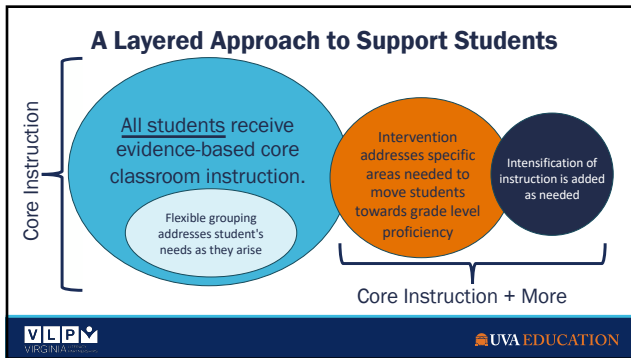 A Layered Approach to Support Students
Core Instruction
All students receive
evidence-based core
classroom instruction.
Flexible grouping
addresses student's
needs as they arise
Intervention
addresses specific
areas needed to
move students
towards grade level
proficiency
Intensification of
instruction is added
as needed
Core Instruction + More
VLP
VIRGINIA
UVA EDUCATION